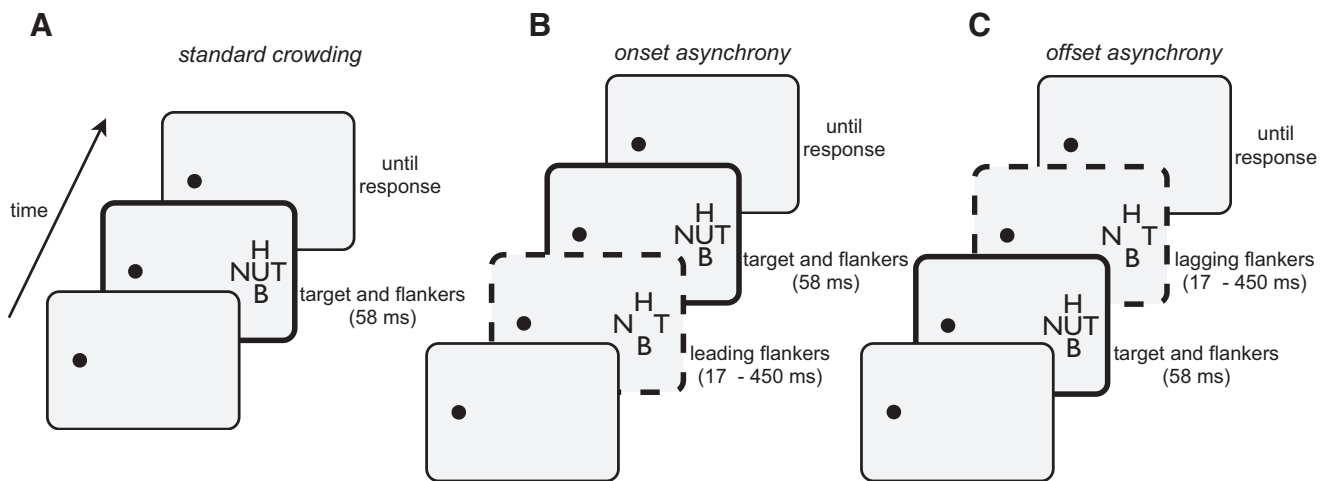 A
standard crowding
time
H
NUT
B
target and flankers
(58 ms)
until
response
B
onset asynchrony
until
response
H
NUT
B
target and flankers
(58 ms)
H
N T
B
leading flankers
(17 - 450 ms)
C
offset asynchrony
until
response
H
N T
B
lagging flankers
(17 - 450 ms)
H
NUT
B
target and flankers
(58 ms)